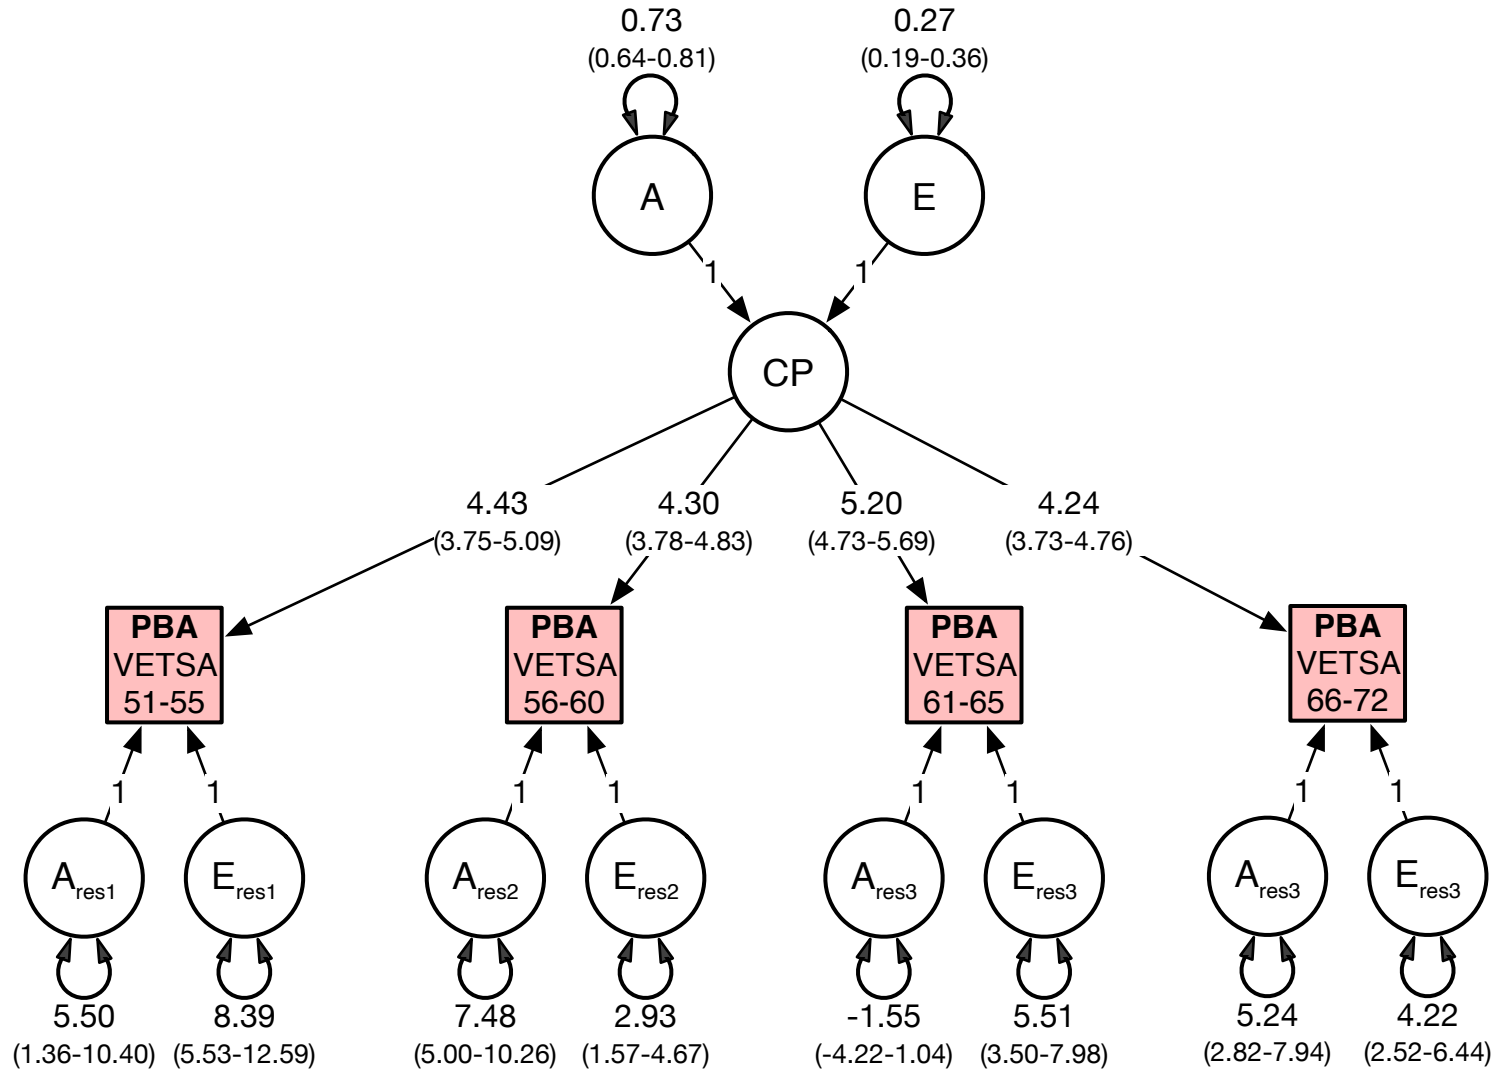 0.73
(0.64-0.81)
0.27
(0.19-0.36)
A
E
1
1
CP
4.43
(3.75-5.09)
4.30
(3.78-4.83)
5.20
(4.73-5.69)
4.24
(3.73-4.76)
PBA
VETSA
51-55
PBA
VETSA
56-60
PBA
VETSA
61-65
PBA
VETSA
66-72
1
1
1
1
1
1
1
1
Ares1
Eres1
Ares2
Eres2
Ares3
Eres3
Ares3
Eres3
5.50
(1.36-10.40)
8.39
(5.53-12.59)
7.48
(5.00-10.26)
2.93
(1.57-4.67)
-1.55
(-4.22-1.04)
5.51
(3.50-7.98)
5.24
(2.82-7.94)
4.22
(2.52-6.44)